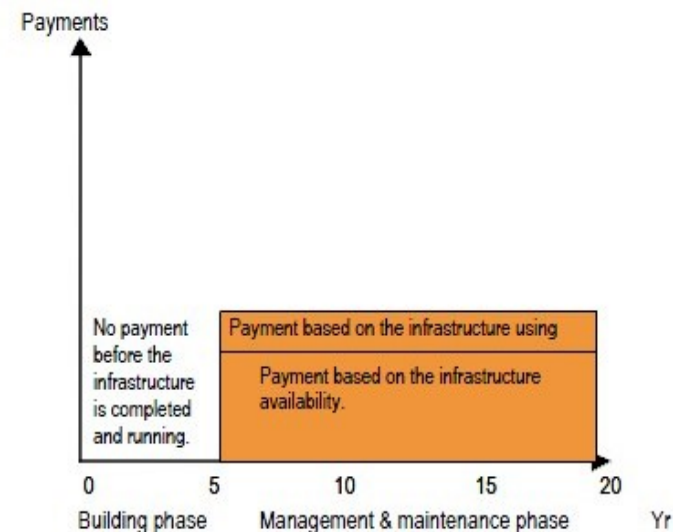 Payments
No payment
before the
infrastructure
is completed
and running.
Payment based on the infrastructure using
Payment based on the infrastructure
availability.
0 5 10 15 20
Building phase Management & maintenance phase Yr